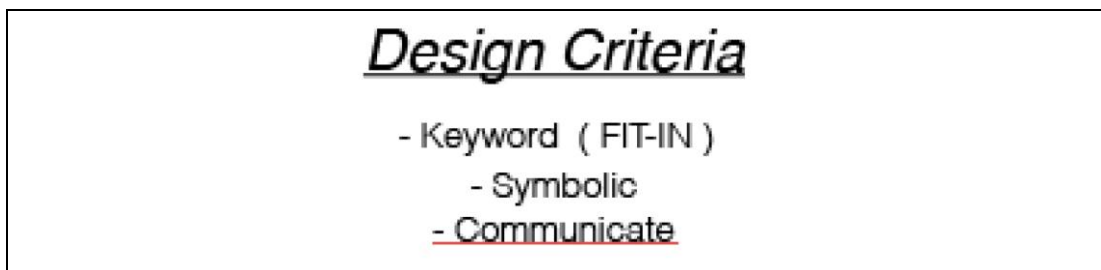 Design Criteria
- Keyword ( FIT-IN )
- Symbolic
- Communicate